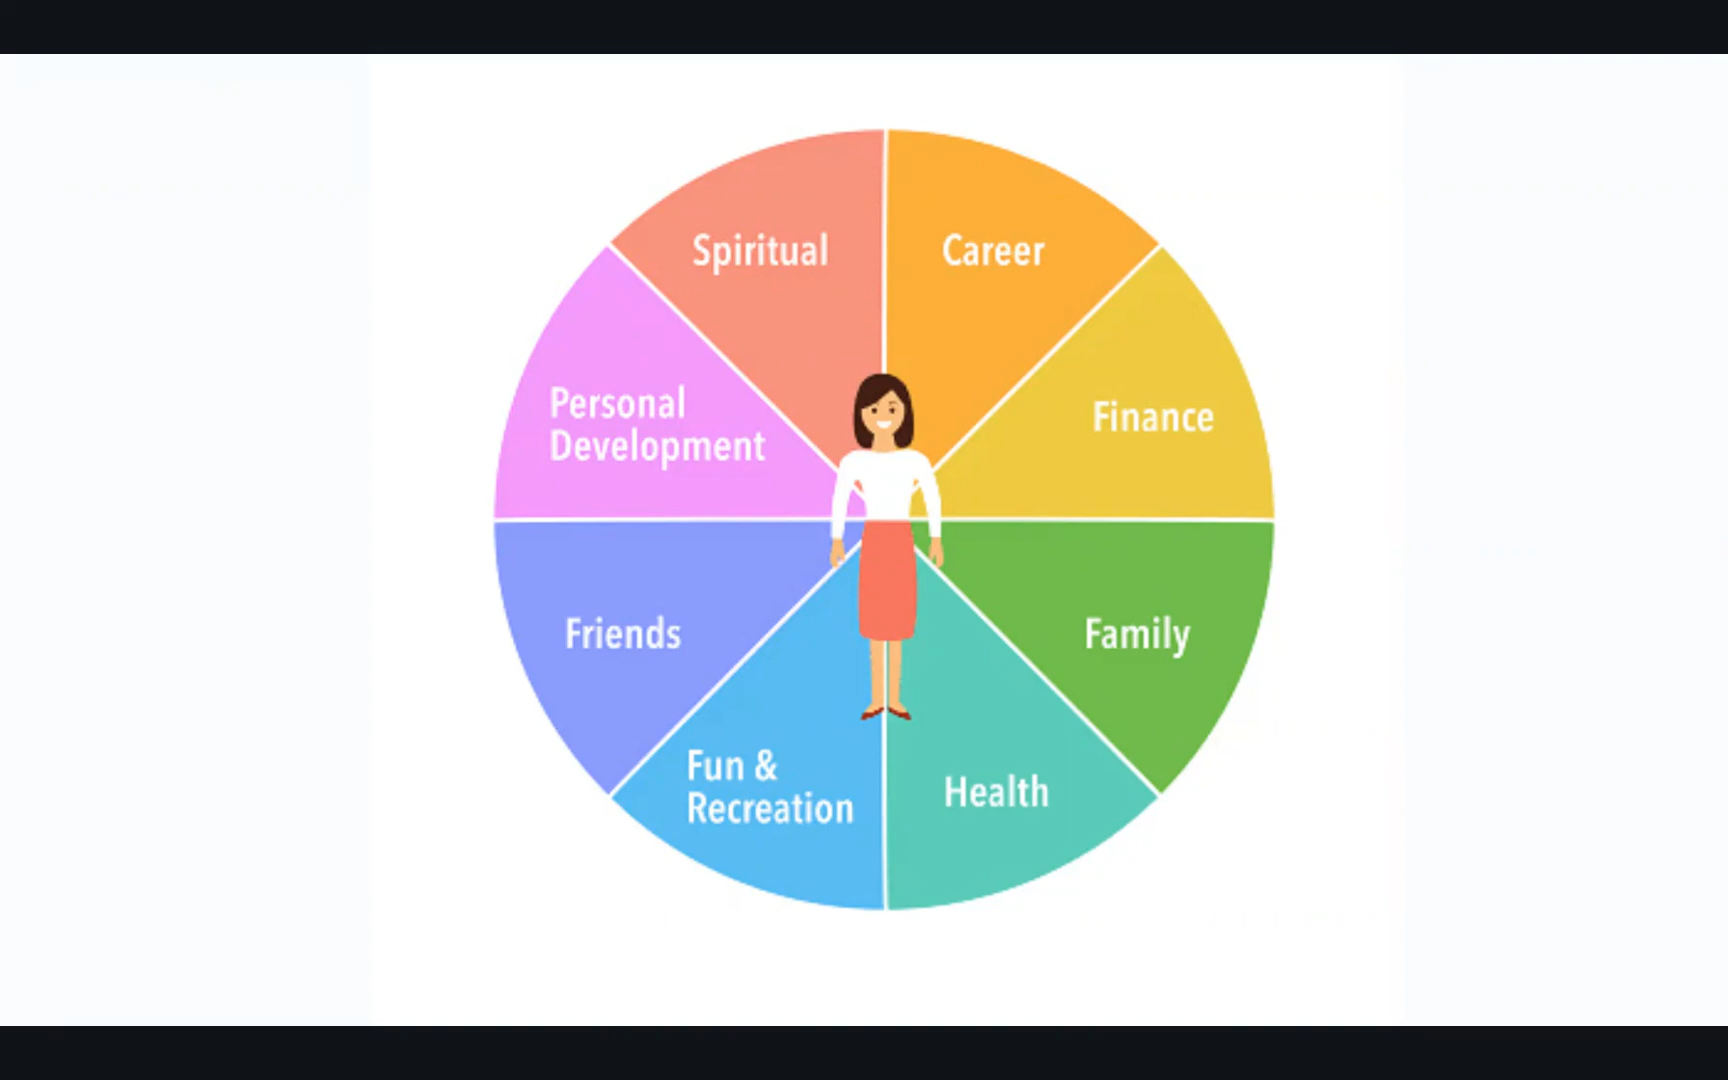 Spiritual
Career
Personal
Development
Finance
Friends
Family
Fun &
Recreation
Health